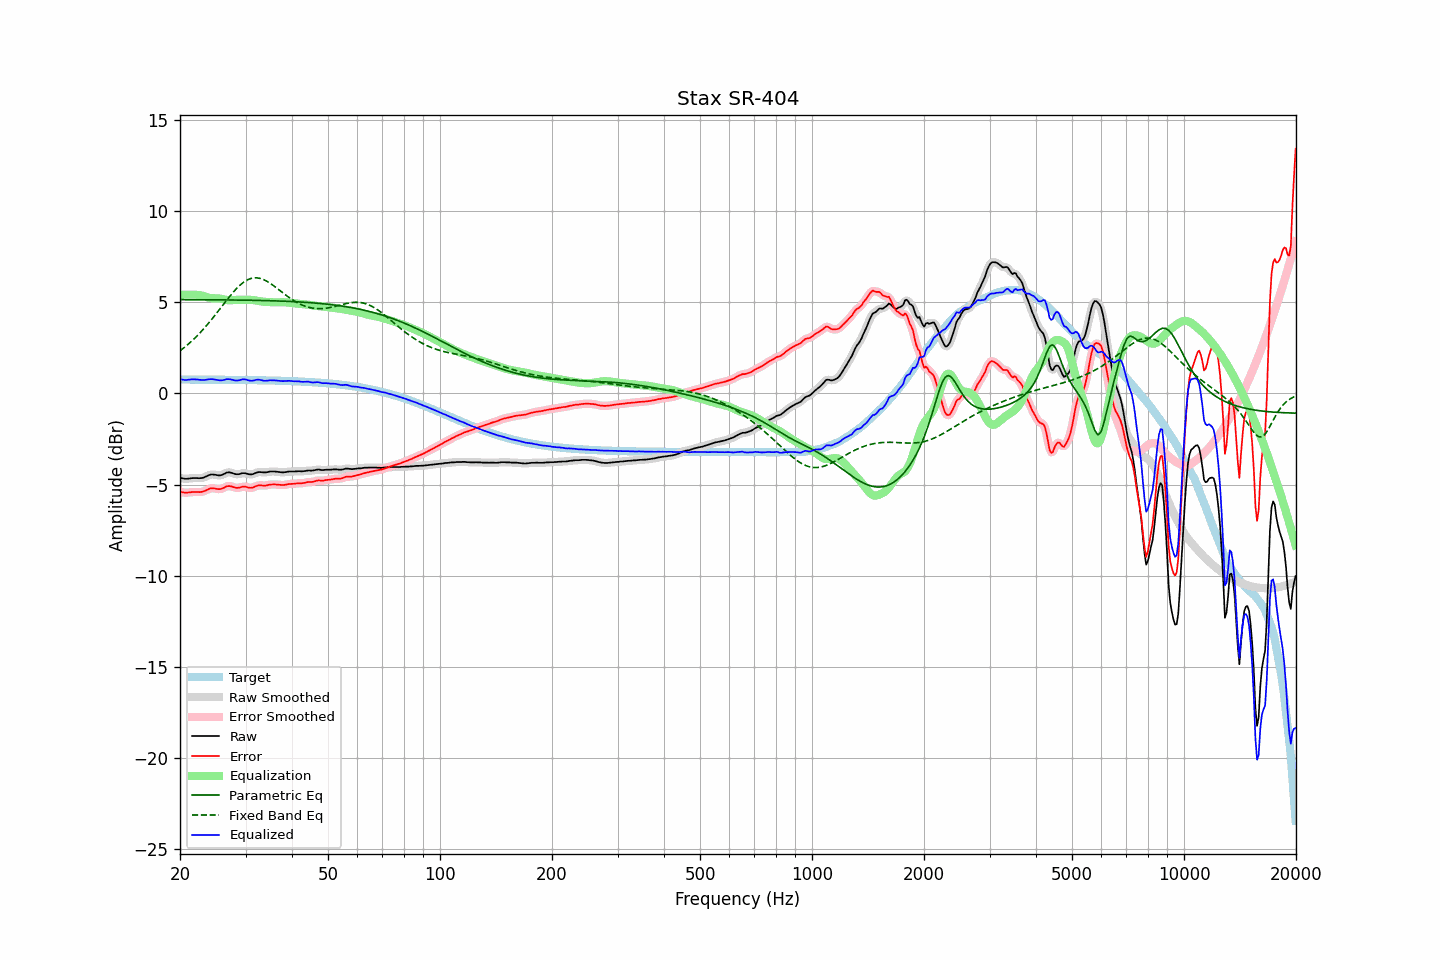 Stax SR-404
15
10
5
0
−5
−10
−15
−20
−25
Amplitude (dBr)
Target
Raw Smoothed
Error Smoothed
Raw
Error
Equalization
Parametric Eq
Fixed Band Eq
Equalized
20 50 100 200 500 1000 2000 5000 10000 20000
Frequency (Hz)